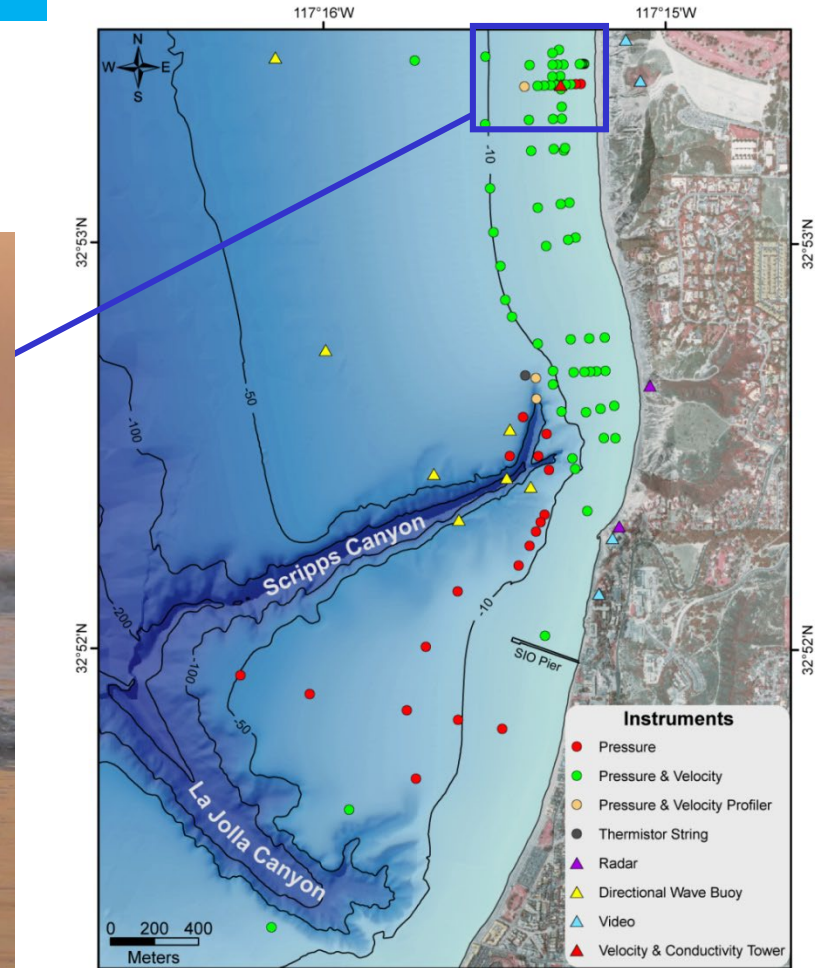 117°16'W
117°15'W
N
W
E
S
-10
32°53'N
32°53'N
-50
-100
Scripps Canyon
-10
-200
32°52'N
32°52'N
SIO Pier
-100
-50
La Jolla Canyon
0 200 400
Meters
Instruments
Pressure
Pressure & Velocity
Pressure & Velocity Profiler
Thermistor String
Radar
Directional Wave Buoy
Video
Velocity & Conductivity Tower